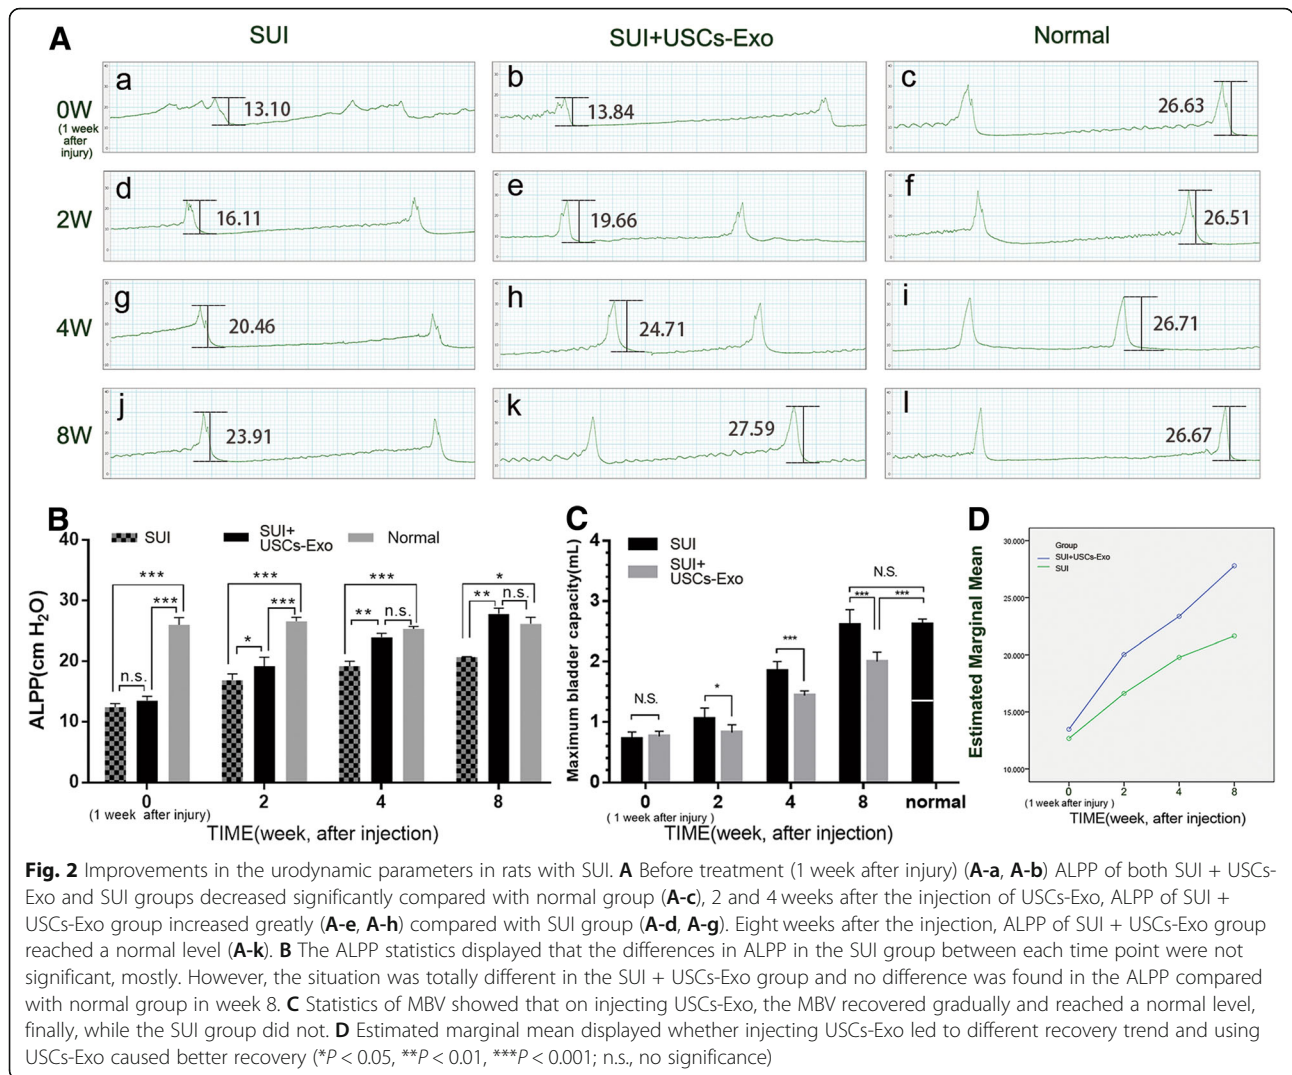 A
SUI
SUI+USCs-Exo
Normal
0W
(1 week
after
injury)
a
13.10
b
13.84
c
26.63
2W
d
16.11
e
19.66
f
26.51
4W
g
20.46
h
24.71
i
26.71
8W
j
23.91
k
27.59
l
26.67
B
SUI
SUI+
USCs-Exo
Normal
ALPP(cm H₂O)
40
30
20
10
0
n.s.
***
***
*
***
***
**
n.s.
***
**
n.s.
*
0
2
4
8
(1 week after injury)
TIME(week, after injection)
C
SUI
SUI+
USCs-Exo
Maximum bladder capacity(mL)
4
3
2
1
0
N.S.
*
***
***
***
N.S.
0
2
4
8
normal
( 1 week after injury )
TIME(week, after injection)
D
Group
SUI+USCs-Exo
SUI
Estimated Marginal Mean
30.000
25.000
20.000
15.000
10.000
0
2
4
8
(1 week after injury )
TIME(week, after injection)
Fig. 2 Improvements in the urodynamic parameters in rats with SUI. A Before treatment (1 week after injury) (A-a, A-b) ALPP of both SUI + USCs-
Exo and SUI groups decreased significantly compared with normal group (A-c), 2 and 4 weeks after the injection of USCs-Exo, ALPP of SUI +
USCs-Exo group increased greatly (A-e, A-h) compared with SUI group (A-d, A-g). Eight weeks after the injection, ALPP of SUI + USCs-Exo group
reached a normal level (A-k). B The ALPP statistics displayed that the differences in ALPP in the SUI group between each time point were not
significant, mostly. However, the situation was totally different in the SUI + USCs-Exo group and no difference was found in the ALPP compared
with normal group in week 8. C Statistics of MBV showed that on injecting USCs-Exo, the MBV recovered gradually and reached a normal level,
finally, while the SUI group did not. D Estimated marginal mean displayed whether injecting USCs-Exo led to different recovery trend and using
USCs-Exo caused better recovery (*P < 0.05, **P < 0.01, ***P < 0.001; n.s., no significance)